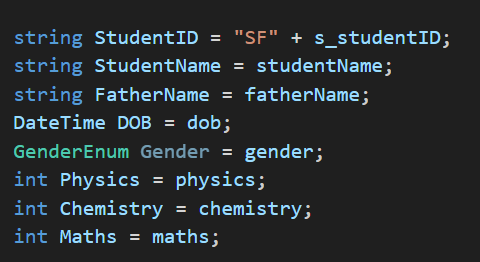 string StudentID = "SF" + s_studentID;
string StudentName = studentName;
string FatherName = fatherName;
DateTime DOB = dob;
GenderEnum Gender = gender;
int Physics = physics;
int Chemistry = chemistry;
int Maths = maths;